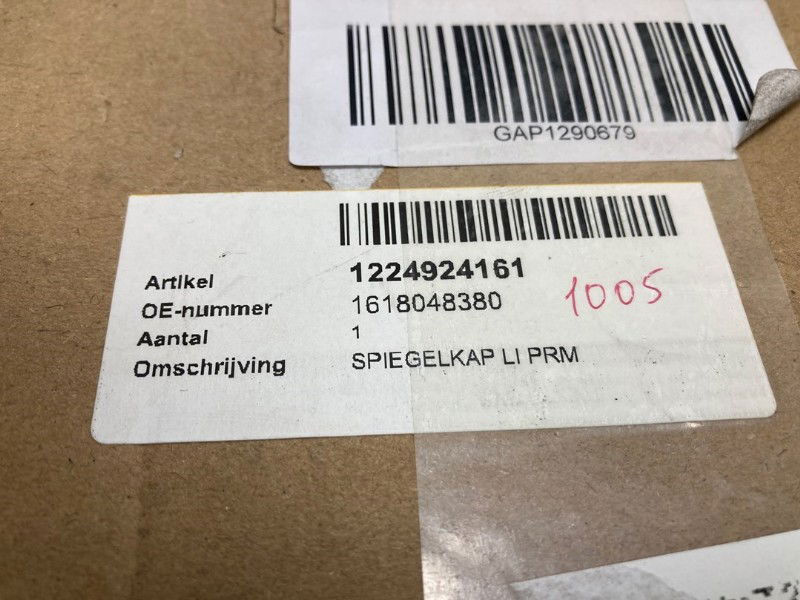 GAP1290679
Artikel 1224924161
OE-nummer 1618048380
1005
Aantal 1
Omschrijving SPIEGELKAP LI PRM